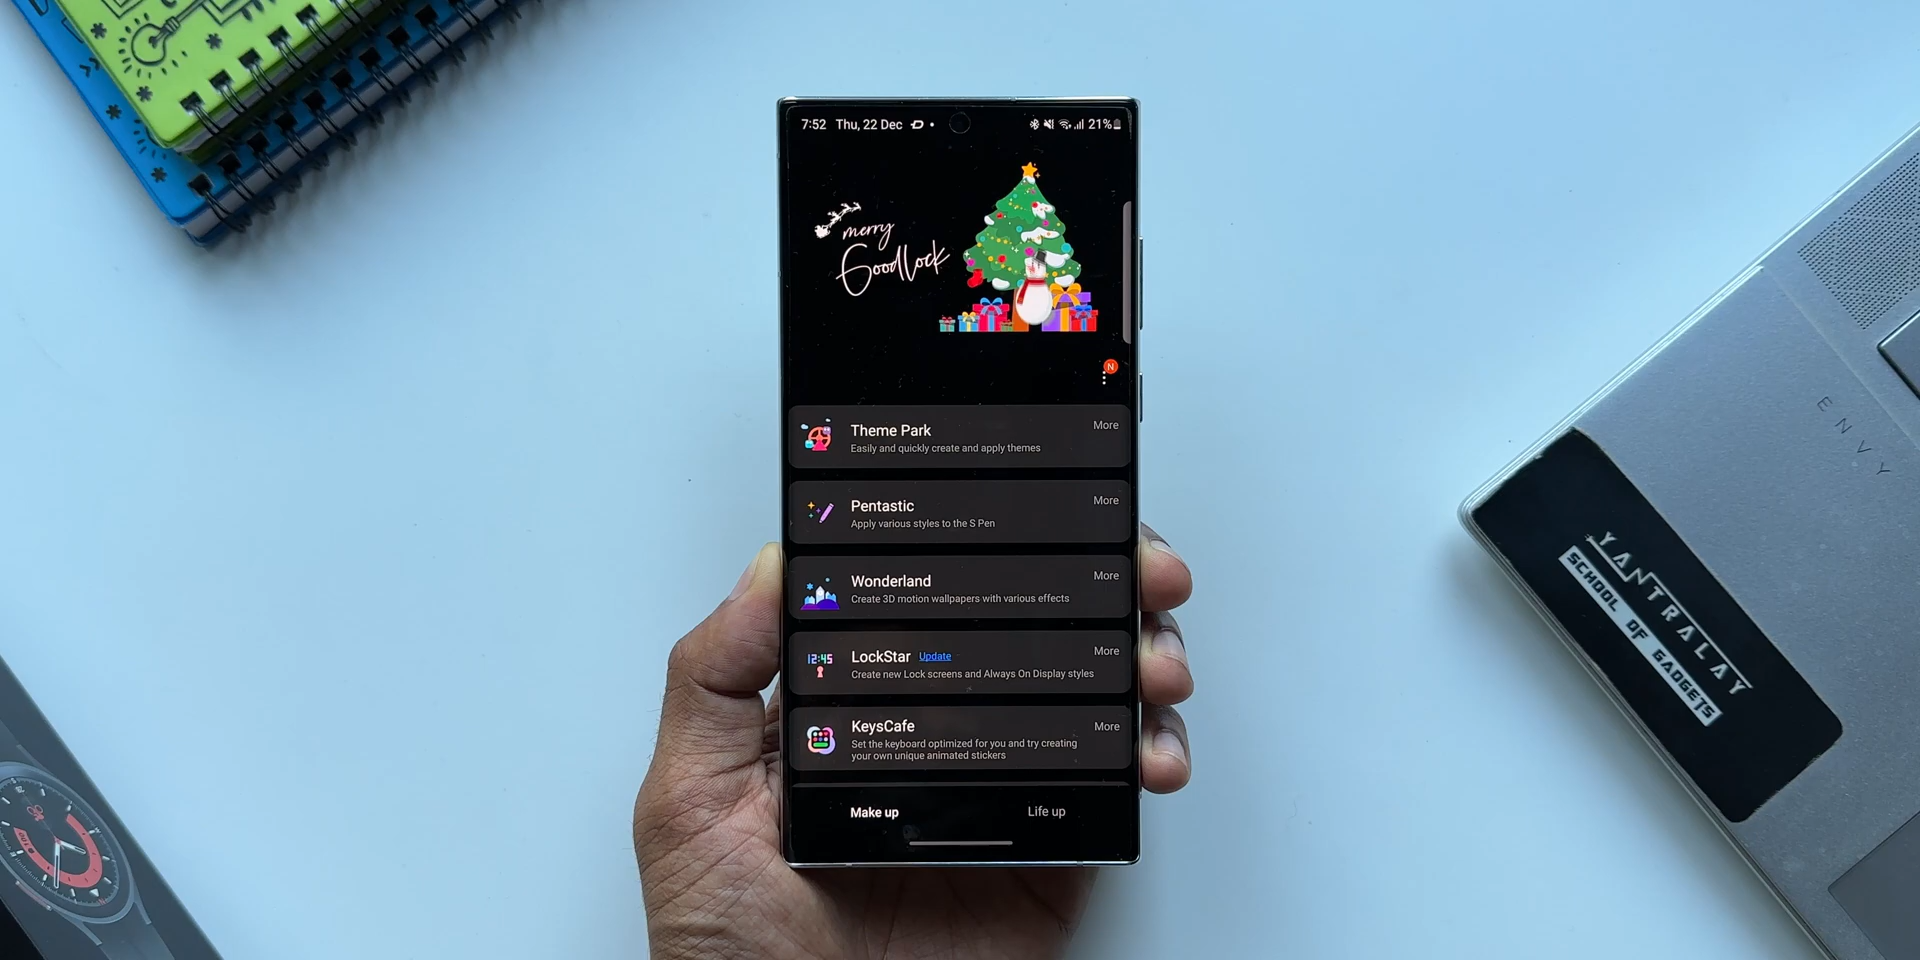 7:52 Thu, 22 Dec
21%
merry
Goodlock
N
Theme Park
More
Easily and quickly create and apply themes
Pentastic
More
Apply various styles to the S Pen
Wonderland
More
Create 3D motion wallpapers with various effects
12:45
LockStar Update
More
Create new Lock screens and Always On Display styles
KeysCafe
More
Set the keyboard optimized for you and try creating
your own unique animated stickers
Make up
Life up
ENVY
YANTRALAY
SCHOOL OF GADGETS